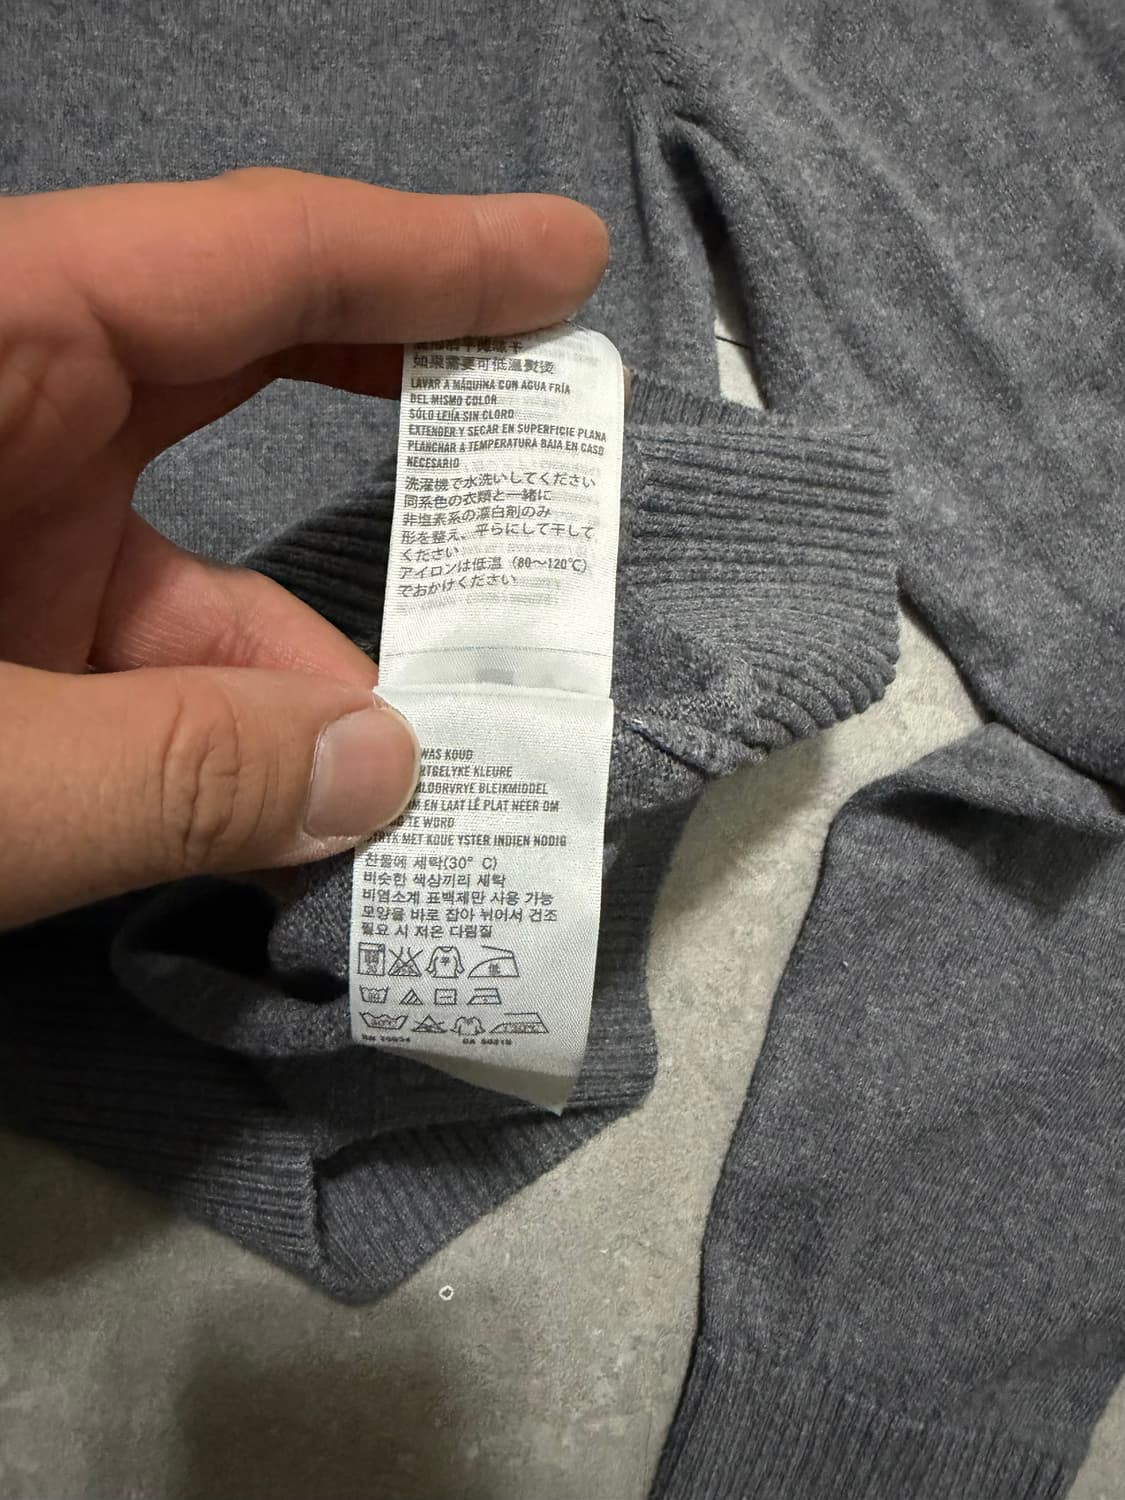 如果需要可低溫熨燙
LAVAR A MÁQUINA CON AGUA FRÍA
DEL MISMO COLOR
SÓLO LEJÍA SIN CLORO
EXTENDER Y SECAR EN SUPERFICIE PLANA
PLANCHAR A TEMPERATURA BAJA EN CASO
NECESARIO
洗濯機で水洗いしてください
同系色の衣類と一緒に
非塩素系の漂白剤のみ
形を整え、平らにして干して
ください
アイロンは低温（80〜120℃）
でおかけください
WAS KOUD
KLEURE
BLEIKMIDDEL
EN LAAT LÊ PLAT NEER OM
TE WORD
MET KOUE YSTER INDIEN NODIG
찬물에 세탁(30° C)
비슷한 색상끼리 세탁
비염소계 표백제만 사용 가능
모양을 바로 잡아 뉘어서 건조
필요 시 저온 다림질
平 低